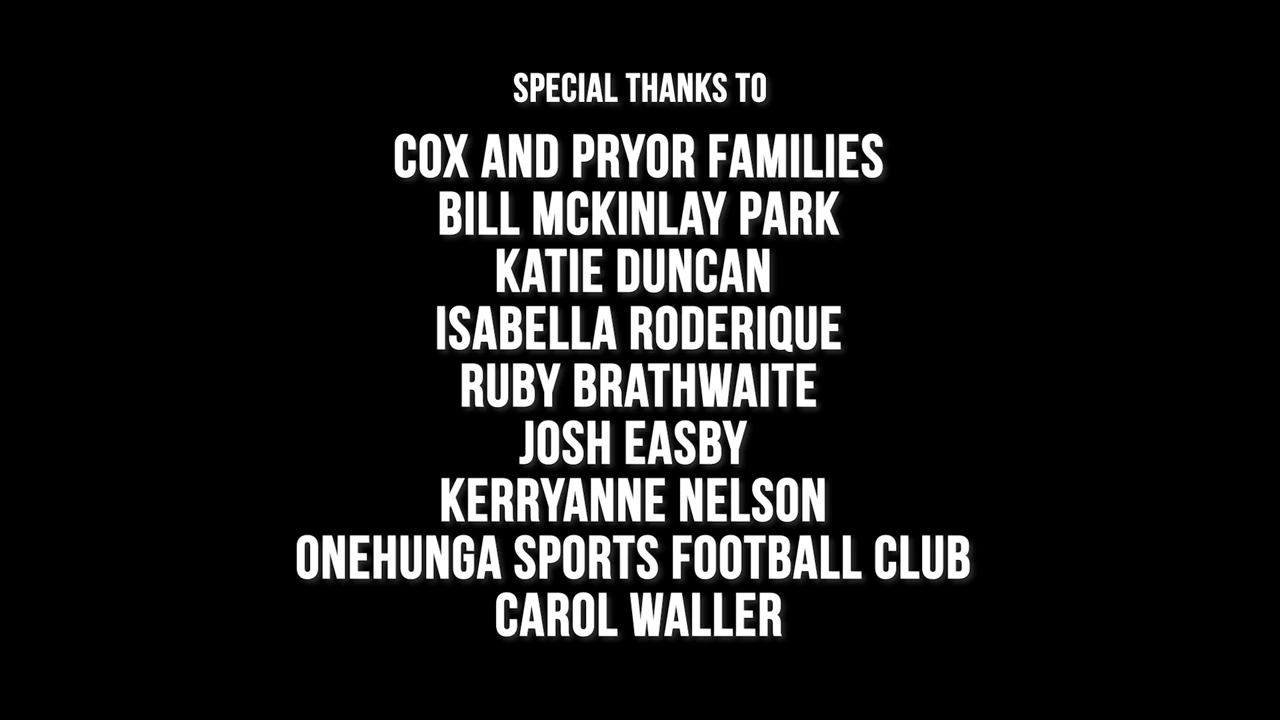 SPECIAL THANKS TO
COX AND PRYOR FAMILIES
BILL MCKINLAY PARK
KATIE DUNCAN
ISABELLA RODERIQUE
RUBY BRATHWAITE
JOSH EASBY
KERRYANNE NELSON
ONEHUNGA SPORTS FOOTBALL CLUB
CAROL WALLER